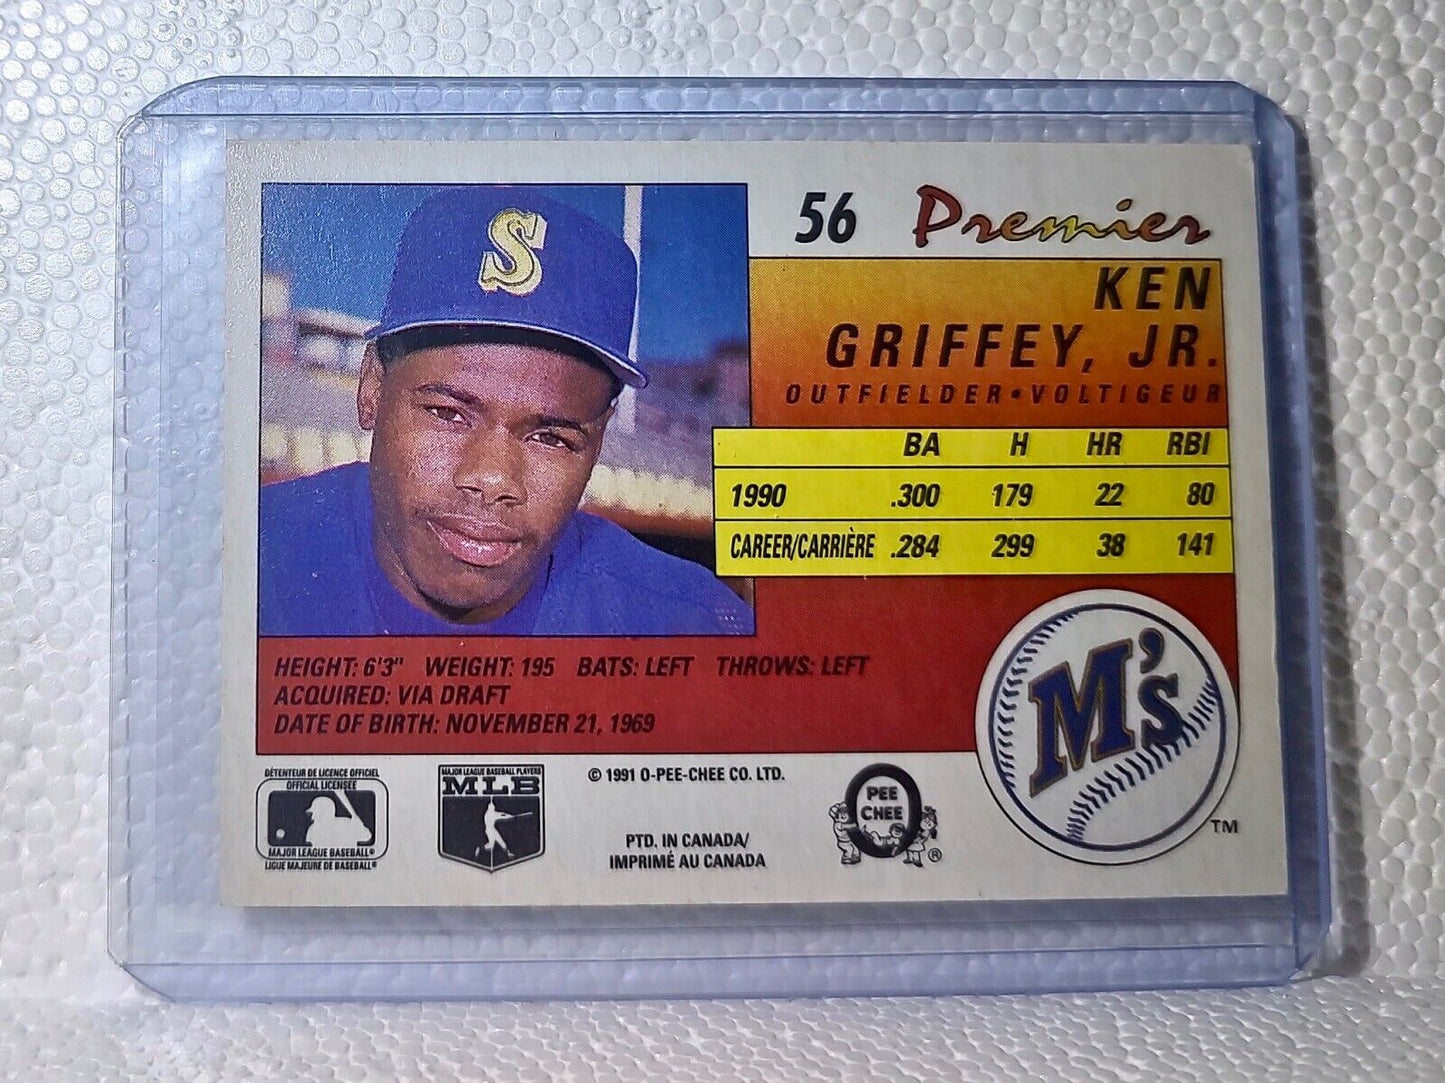 S
56 Premier
KEN
GRIFFEY, JR.
OUTFIELDER • VOLTIGEUR
BA H HR RBI
1990 .300 179 22 80
CAREER/CARRIÈRE .284 299 38 141
HEIGHT: 6'3" WEIGHT: 195 BATS: LEFT THROWS: LEFT
ACQUIRED: VIA DRAFT
DATE OF BIRTH: NOVEMBER 21, 1969
M's
TM
DÉTENTEUR DE LICENCE OFFICIEL
OFFICIAL LICENSEE
MAJOR LEAGUE BASEBALL®
LIGUE MAJEURE DE BASEBALL®
MAJOR LEAGUE BASEBALL PLAYERS
MLB
© 1991 O-PEE-CHEE CO. LTD.
PTD. IN CANADA/
IMPRIMÉ AU CANADA
O
PEE
CHEE
®